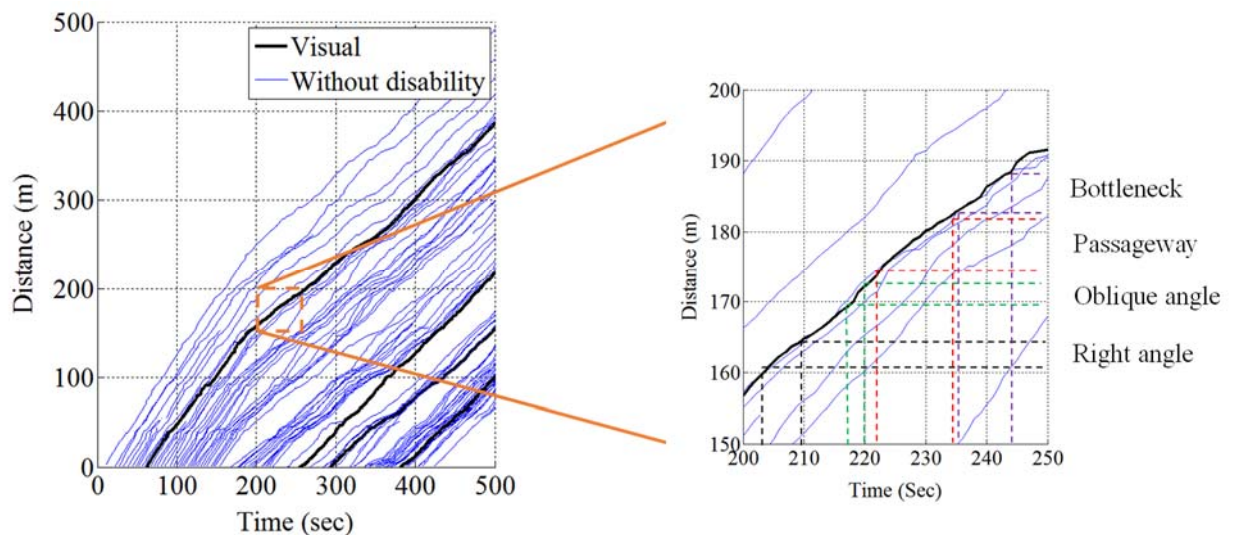 500
400
300
200
100
0
Distance (m)
Visual
Without disability
0 100 200 300 400 500
Time (sec)
200
190
180
170
160
150
Distance (m)
200 210 220 230 240 250
Time (Sec)
Bottleneck
Passageway
Oblique angle
Right angle